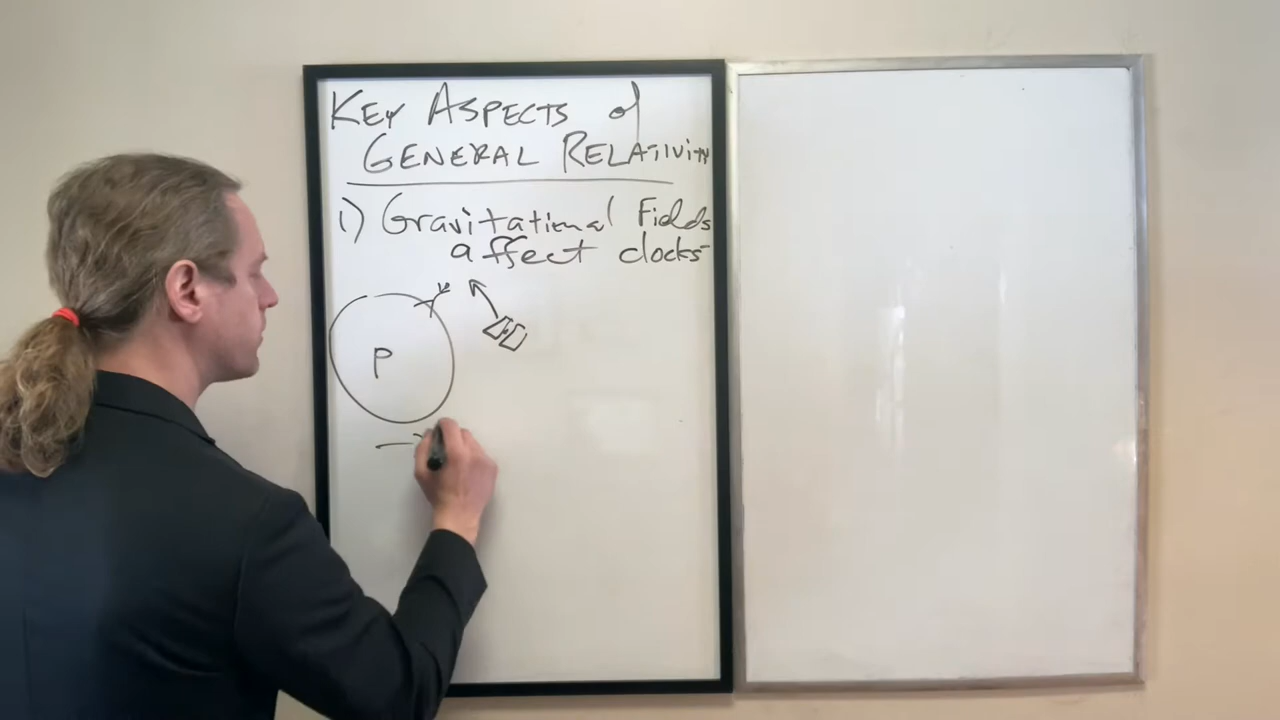 KEY ASPECTS of
GENERAL RELATIVITY
1) Gravitational Fields
affect clocks
P